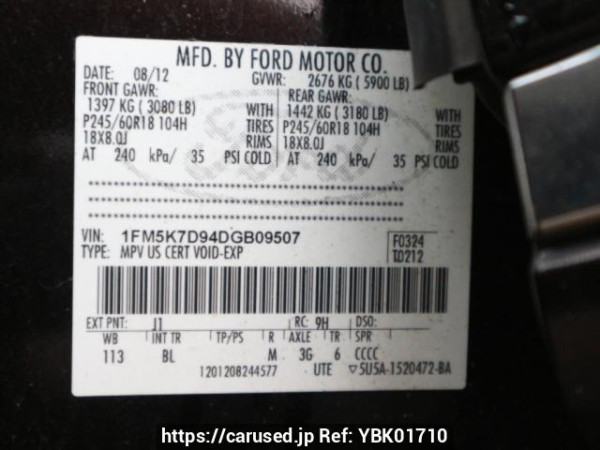 MFD. BY FORD MOTOR CO.
DATE: 08/12 GVWR: 2676 KG ( 5900 LB)
FRONT GAWR: REAR GAWR:
1397 KG ( 3080 LB) WITH 1442 KG ( 3180 LB) WITH
P245/60R18 104H TIRES P245/60R18 104H TIRES
18X8.0J RIMS 18X8.0J RIMS
AT 240 kPa/ 35 PSI COLD AT 240 kPa/ 35 PSI COLD
VIN: 1FM5K7D94DGB09507 F0324
TYPE: MPV US CERT VOID-EXP T0212
EXT PNT: J1 RC: 9H DSO:
WB INT TR TP/PS R AXLE TR SPR
113 BL M 3G 6 CCCC
1201208244577 UTE ▽5U5A-1520472-BA
https://carused.jp Ref: YBK01710